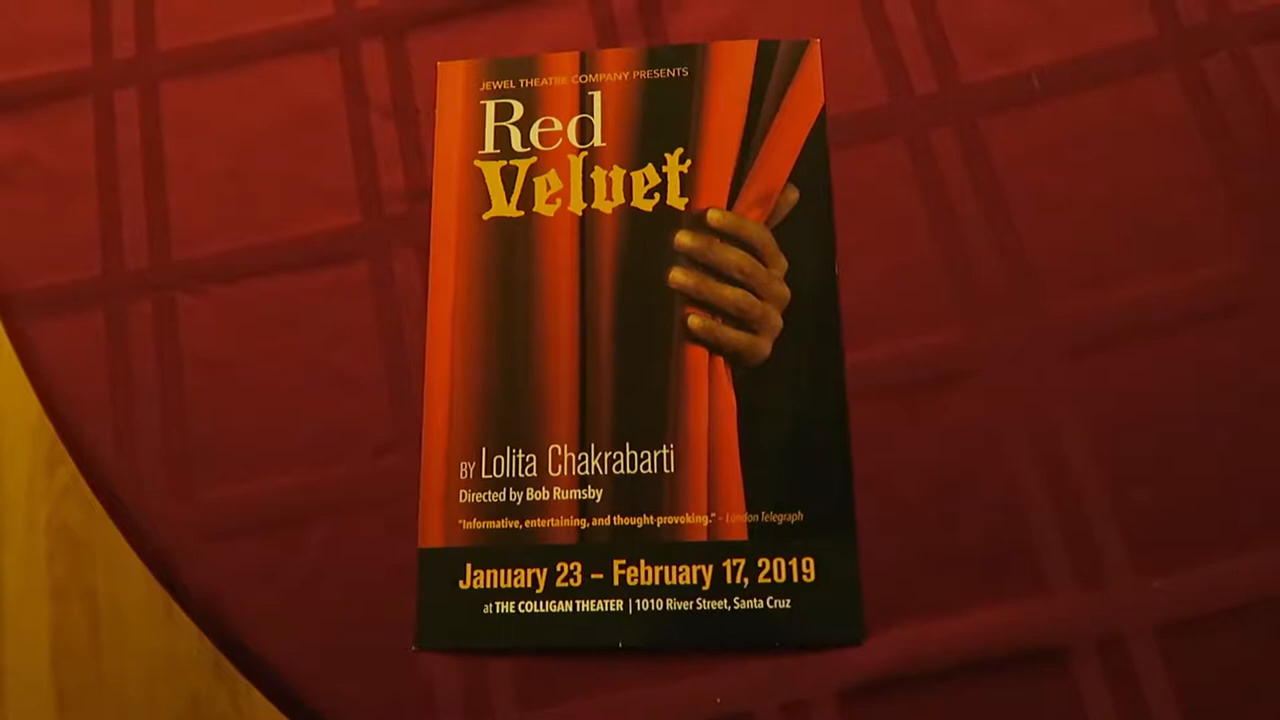 JEWEL THEATRE COMPANY PRESENTS
Red
Velvet
BY Lolita Chakrabarti
Directed by Bob Rumsby
"Informative, entertaining, and thought-provoking." – London Telegraph
January 23 – February 17, 2019
at THE COLLIGAN THEATER | 1010 River Street, Santa Cruz